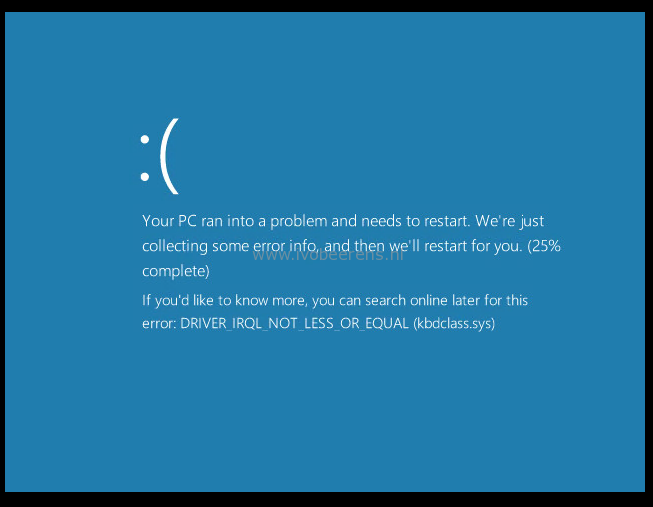 :(
Your PC ran into a problem and needs to restart. We're just
collecting some error info, and then we'll restart for you. (25%
complete)
www.ivobeerens.nl
If you'd like to know more, you can search online later for this
error: DRIVER_IRQL_NOT_LESS_OR_EQUAL (kbdclass.sys)